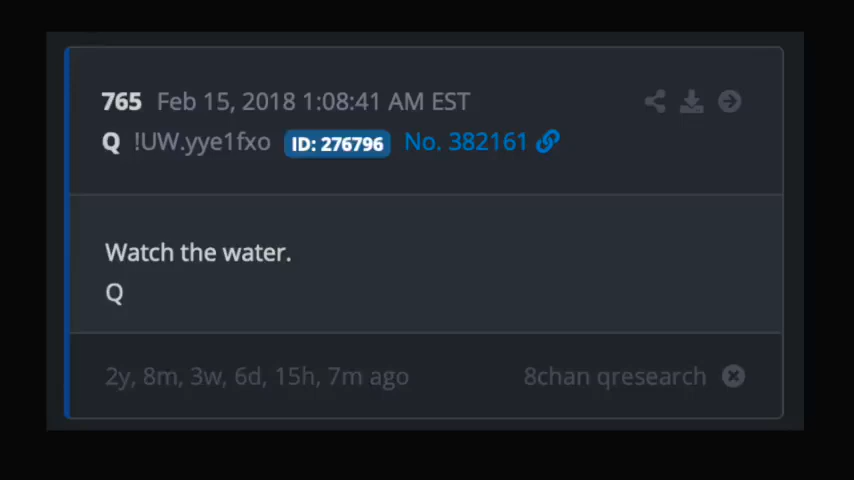 765 Feb 15, 2018 1:08:41 AM EST
Q !UW.yye1fxo ID: 276796 No. 382161
Watch the water.
Q
2y, 8m, 3w, 6d, 15h, 7m ago 8chan qresearch